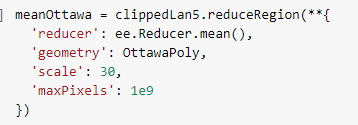 ] meanOttawa = clippedLan5.reduceRegion(**{
'reducer': ee.Reducer.mean(),
'geometry': OttawaPoly,
'scale': 30,
'maxPixels': 1e9
})